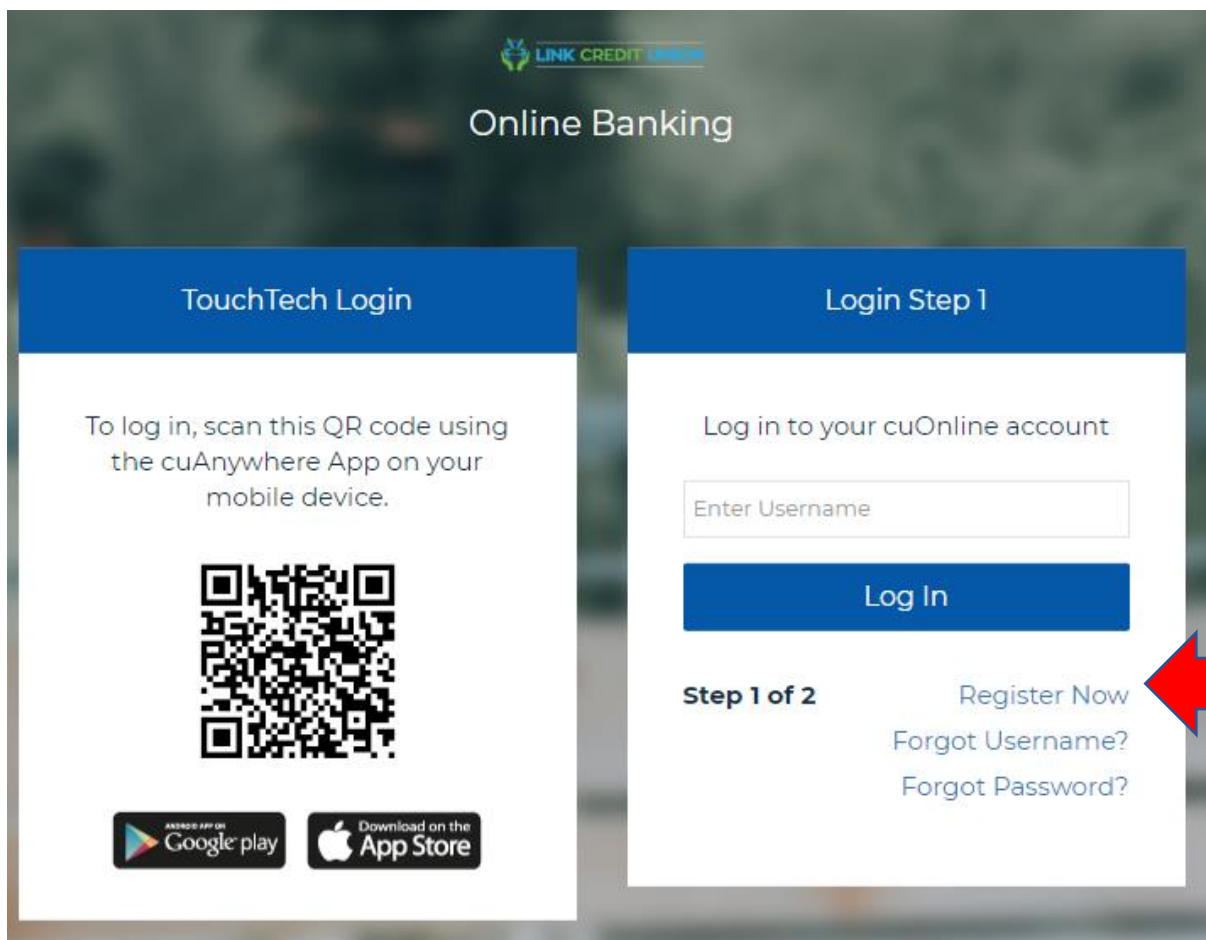 LINK CREDIT UNION
Online Banking
TouchTech Login
To log in, scan this QR code using
the cuAnywhere App on your
mobile device.
ANDROID APP ON
Google play
Download on the
App Store
Login Step 1
Log in to your cuOnline account
Enter Username
Log In
Step 1 of 2
Register Now
Forgot Username?
Forgot Password?